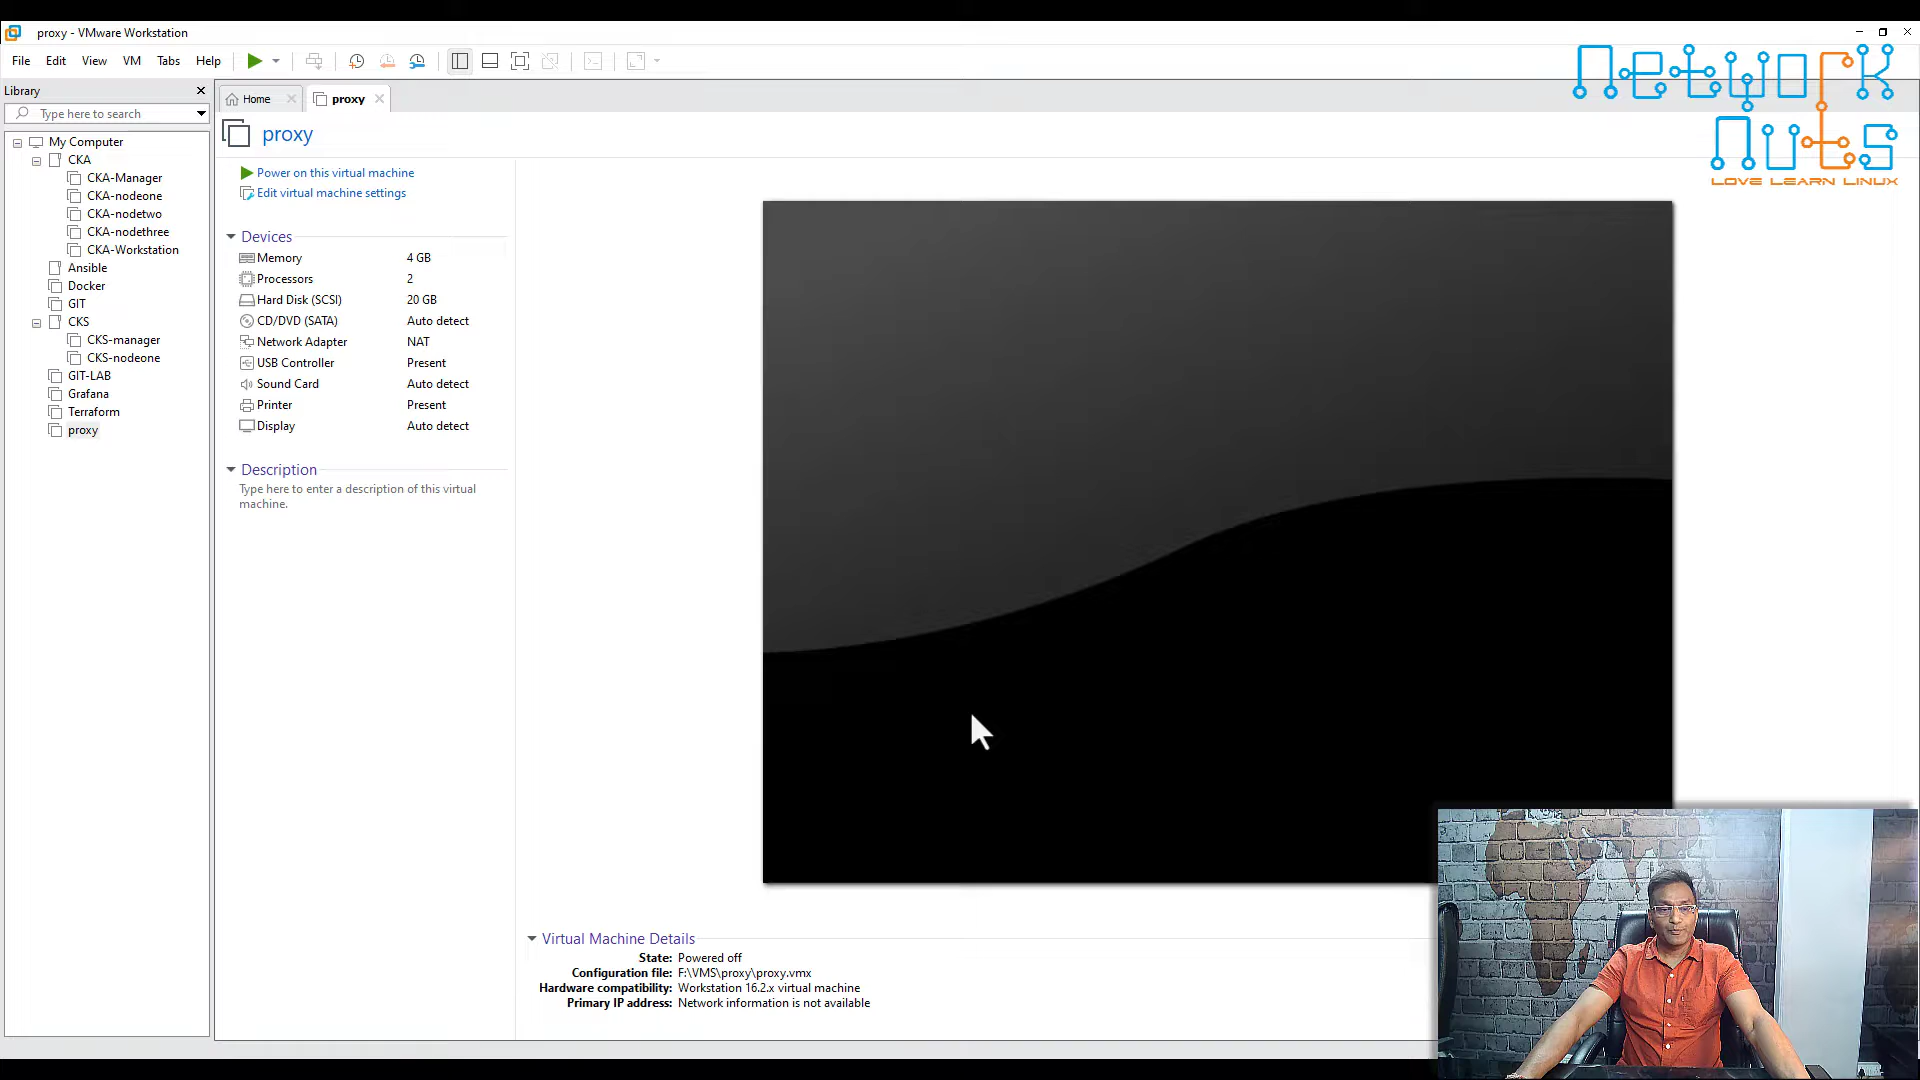 proxy - VMware Workstation
File Edit View VM Tabs Help
Library
Type here to search
Home
proxy
My Computer
CKA
CKA-Manager
CKA-nodeone
CKA-nodetwo
CKA-nodethree
CKA-Workstation
Ansible
Docker
GIT
CKS
CKS-manager
CKS-nodeone
GIT-LAB
Grafana
Terraform
proxy
proxy
Power on this virtual machine
Edit virtual machine settings
Devices
Memory 4 GB
Processors 2
Hard Disk (SCSI) 20 GB
CD/DVD (SATA) Auto detect
Network Adapter NAT
USB Controller Present
Sound Card Auto detect
Printer Present
Display Auto detect
Description
Type here to enter a description of this virtual
machine.
Virtual Machine Details
State: Powered off
Configuration file: F:\VMS\proxy\proxy.vmx
Hardware compatibility: Workstation 16.2.x virtual machine
Primary IP address: Network information is not available
Network
Nuts
LOVE LEARN LINUX